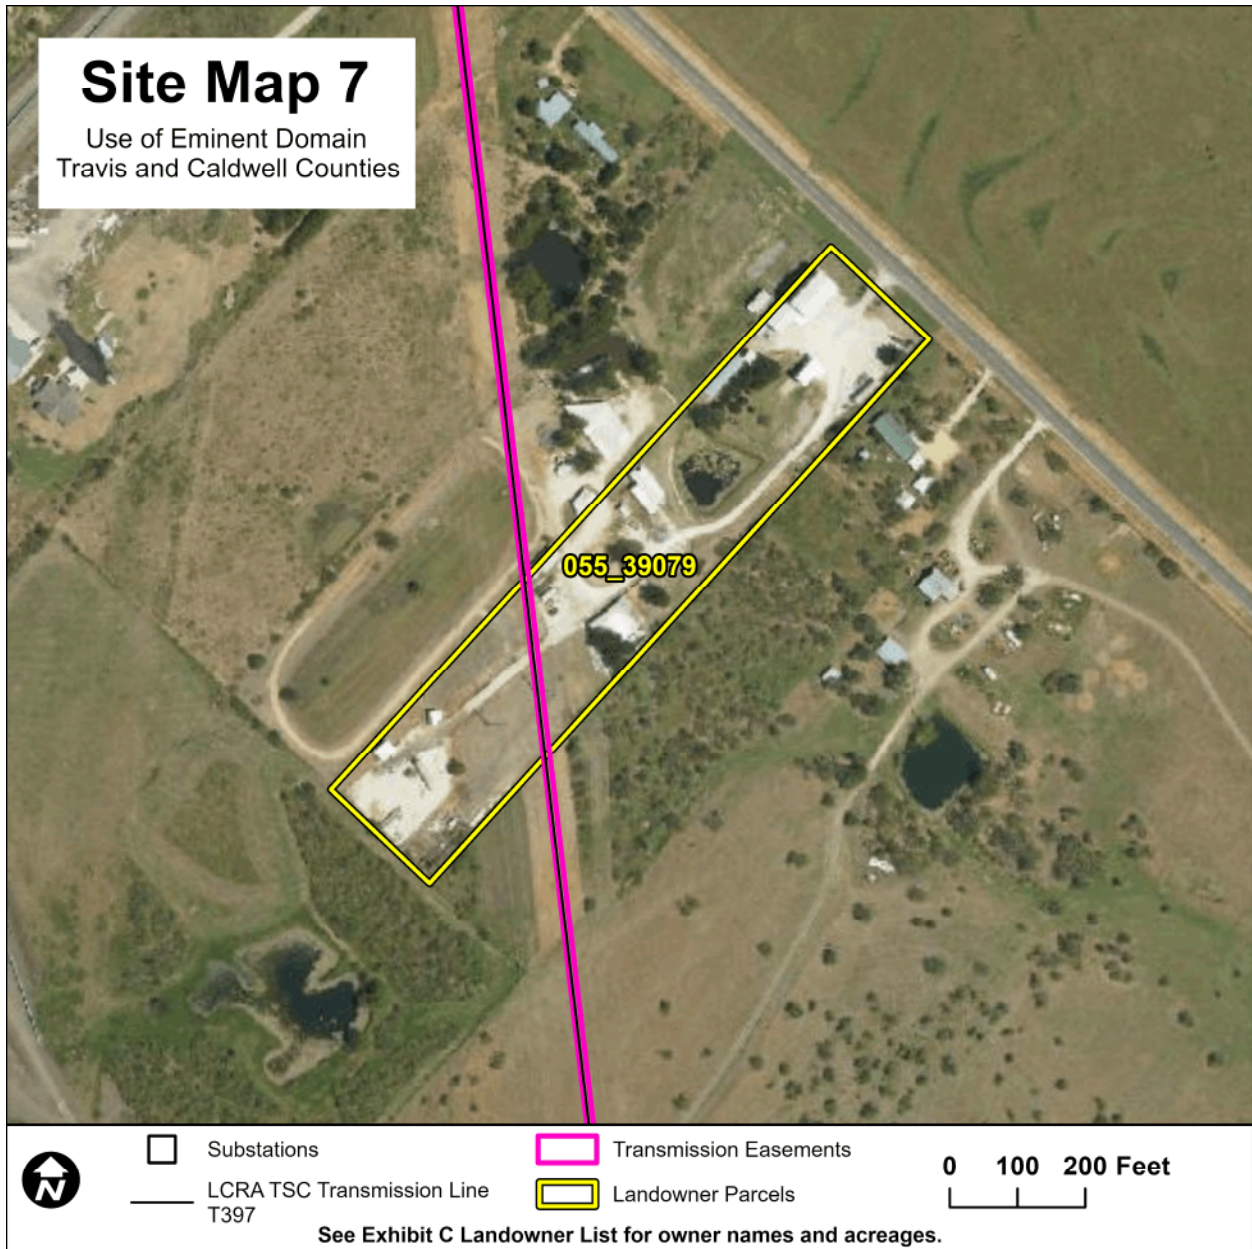 Site Map 7
Use of Eminent Domain
Travis and Caldwell Counties
055_39079
N
Substations
LCRA TSC Transmission Line
T397
Transmission Easements
Landowner Parcels
0 100 200 Feet
See Exhibit C Landowner List for owner names and acreages.